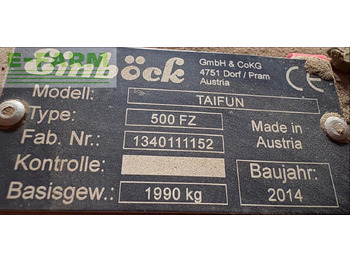 FARM
Einböck
GmbH & CoKG
4751 Dorf / Pram
Austria
CE
Modell: TAIFUN
Type: 500 FZ
Fab. Nr.: 1340111152
Made in
Austria
Kontrolle:
Baujahr:
Basisgew.: 1990 kg
2014